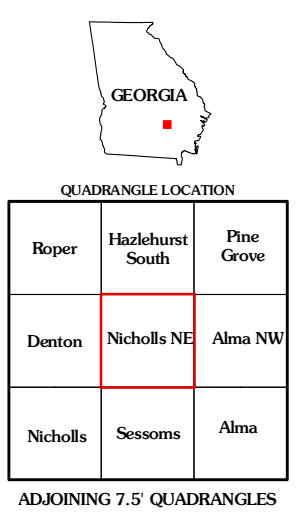 GEORGIA
QUADRANGLE LOCATION
Roper
Hazlehurst
South
Pine
Grove
Denton
Nicholls NE
Alma NW
Nicholls
Sessoms
Alma
ADJOINING 7.5' QUADRANGLES